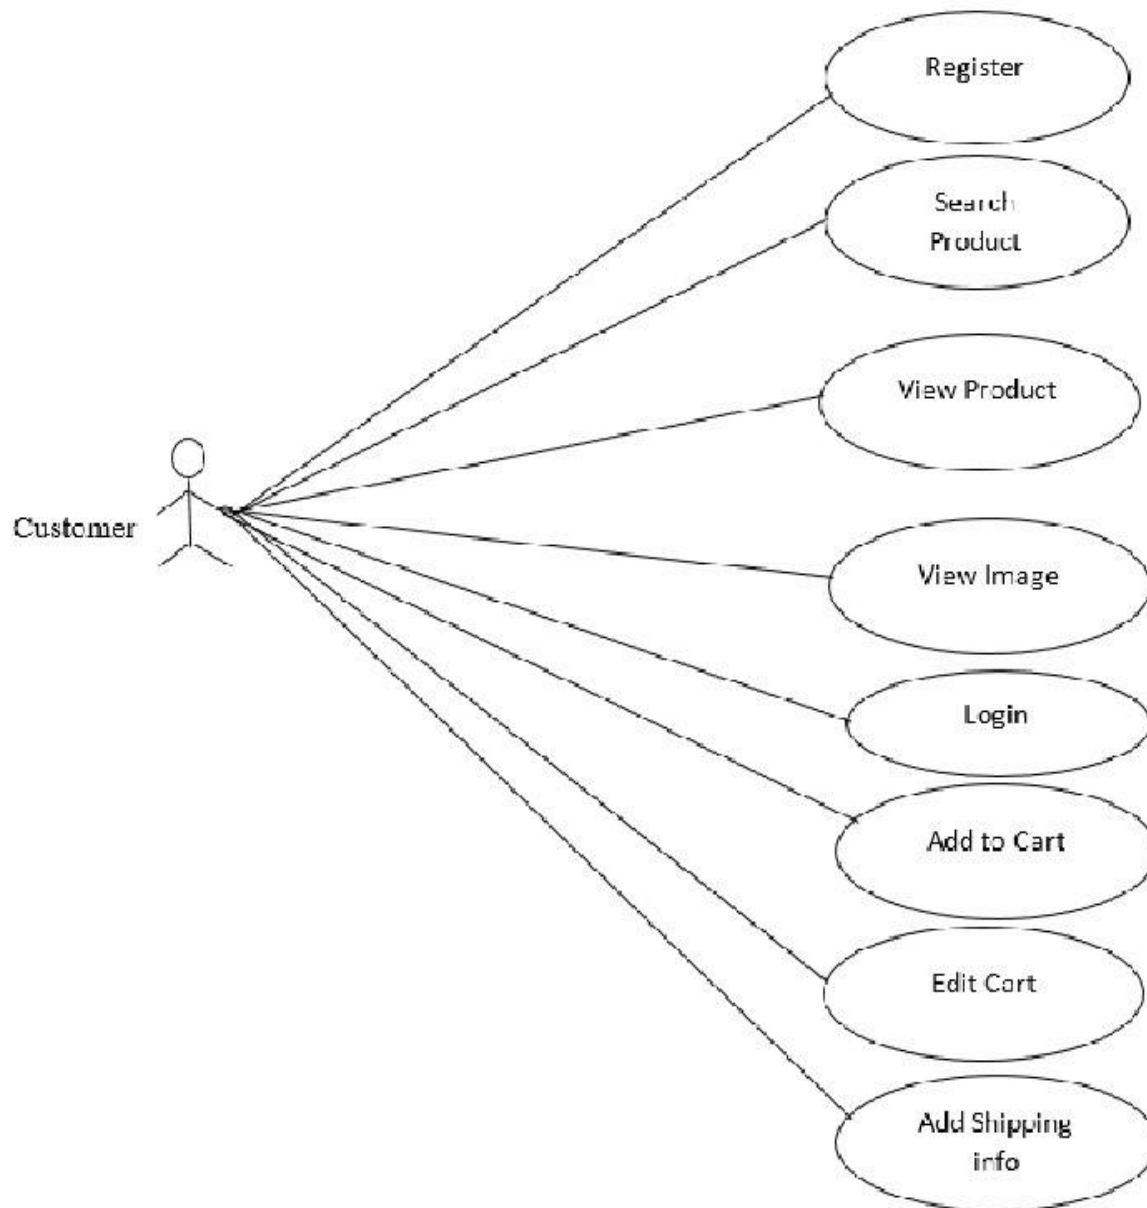 Register
Search
Product
View Product
Customer
View Image
Login
Add to Cart
Edit Cart
Add Shipping
info